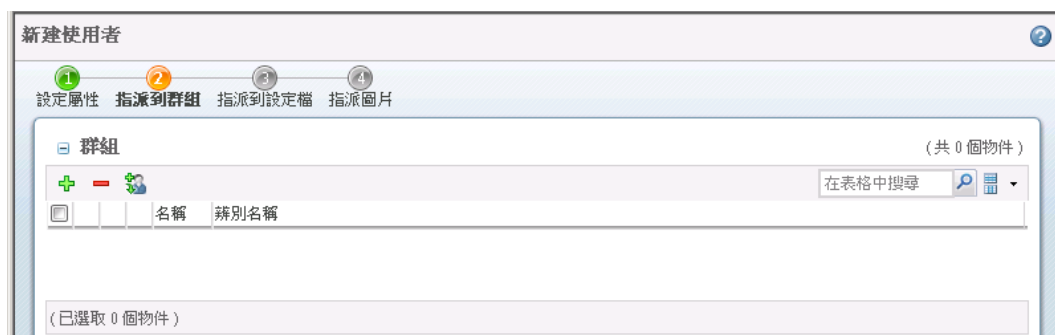 新建使用者
1 2 3 4
設定屬性 指派到群組 指派到設定檔 指派圖片
群組 (共 0 個物件)
在表格中搜尋
名稱 辨別名稱
(已選取 0 個物件)